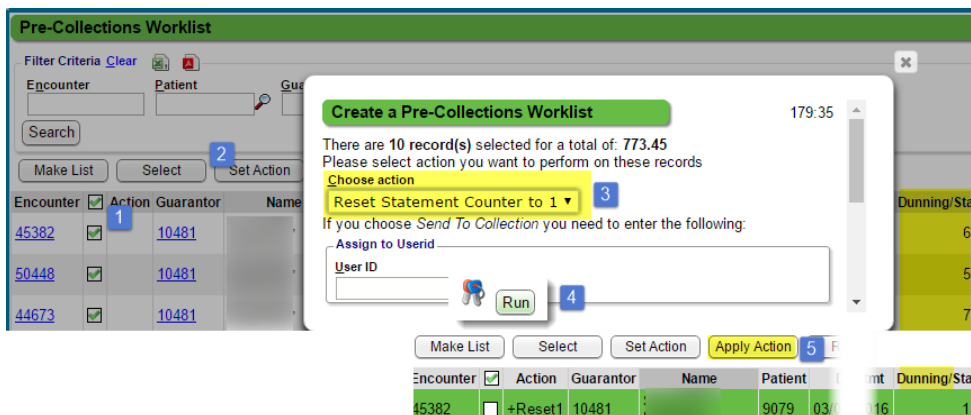 Pre-Collections Worklist
Filter Criteria Clear
Encounter Patient
Search
2
Make List Select Set Action
Encounter Action Guarantor Name
1
45382 10481
50448 10481
44673 10481
Create a Pre-Collections Worklist 179:35
There are 10 record(s) selected for a total of: 773.45
Please select action you want to perform on these records
Choose action
Reset Statement Counter to 1 3
If you choose Send To Collection you need to enter the following:
Assign to Userid
User ID
Run 4
Dunning/Sta
6
5
7
Make List Select Set Action Apply Action 5
Encounter Action Guarantor Name Patient Dunning/Sta
45382 +Reset1 10481 9079 1